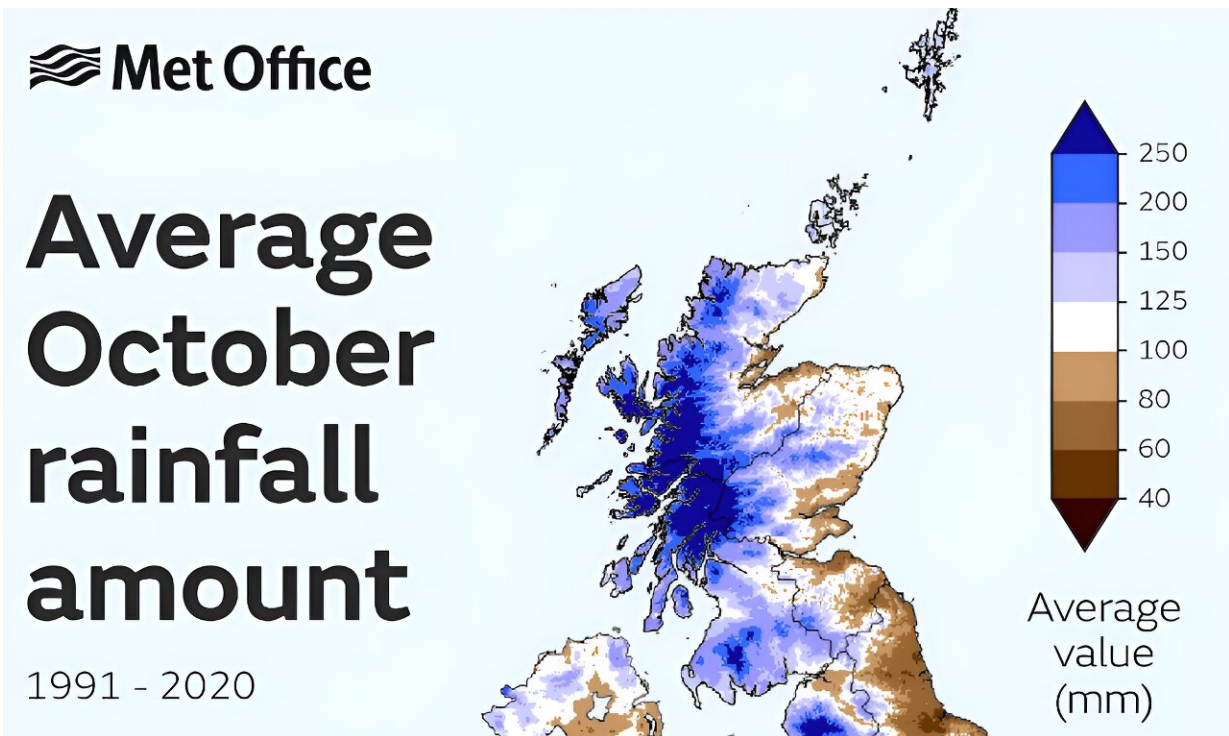 Met Office
Average
October
rainfall
amount
1991 - 2020
250
200
150
125
100
80
60
40
Average
value
(mm)